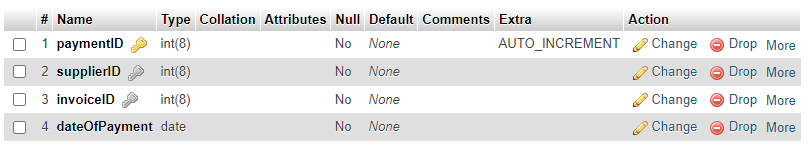 # Name Type Collation Attributes Null Default Comments Extra Action
1 paymentID int(8) No None AUTO_INCREMENT Change Drop More
2 supplierID int(8) No None Change Drop More
3 invoiceID int(8) No None Change Drop More
4 dateOfPayment date No None Change Drop More